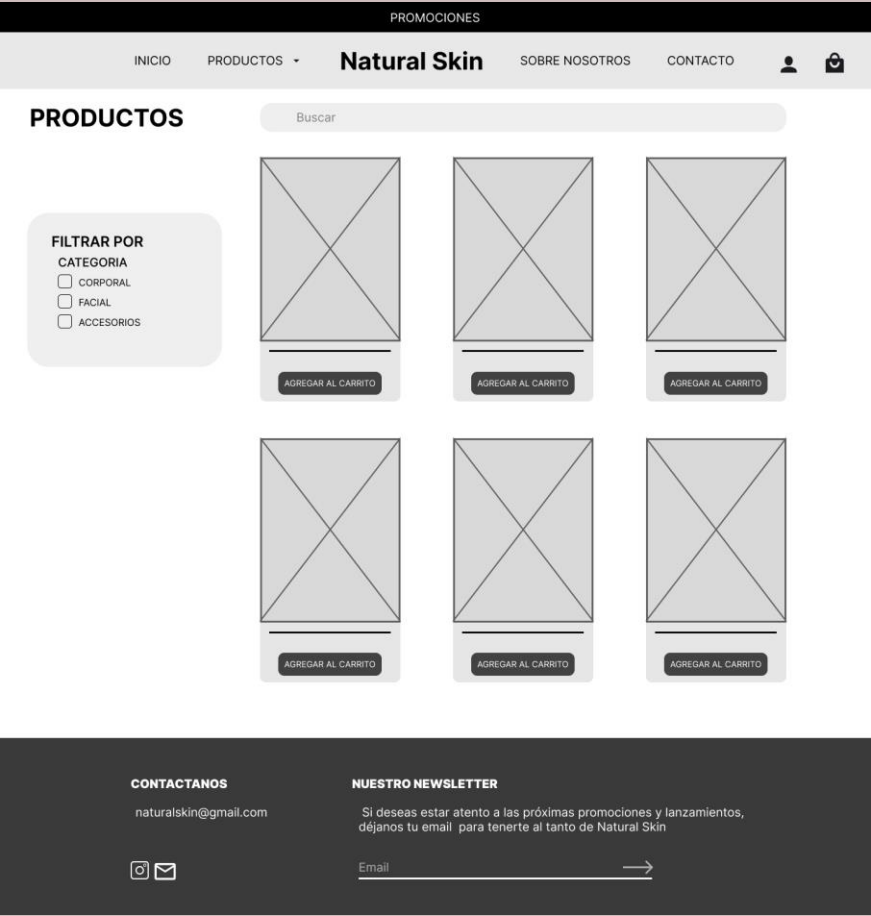 PROMOCIONES
INICIO PRODUCTOS Natural Skin SOBRE NOSOTROS CONTACTO
PRODUCTOS
Buscar
FILTRAR POR
CATEGORIA
CORPORAL
FACIAL
ACCESORIOS
AGREGAR AL CARRITO AGREGAR AL CARRITO AGREGAR AL CARRITO
AGREGAR AL CARRITO AGREGAR AL CARRITO AGREGAR AL CARRITO
CONTACTANOS
naturalskin@gmail.com
NUESTRO NEWSLETTER
Si deseas estar atento a las próximas promociones y lanzamientos,
déjanos tu email para tenerte al tanto de Natural Skin
Email